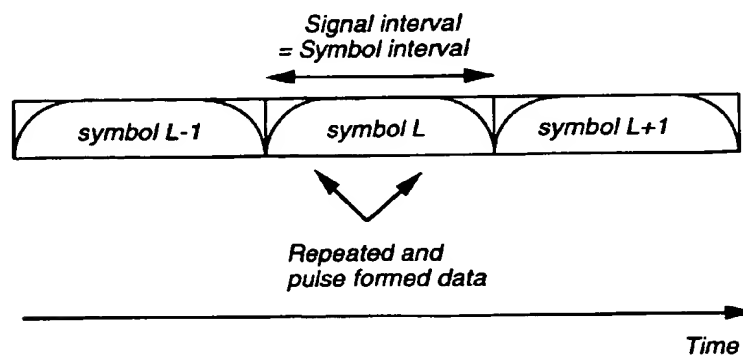 Signal interval
= Symbol interval
symbol L-1
symbol L
symbol L+1
Repeated and
pulse formed data
Time